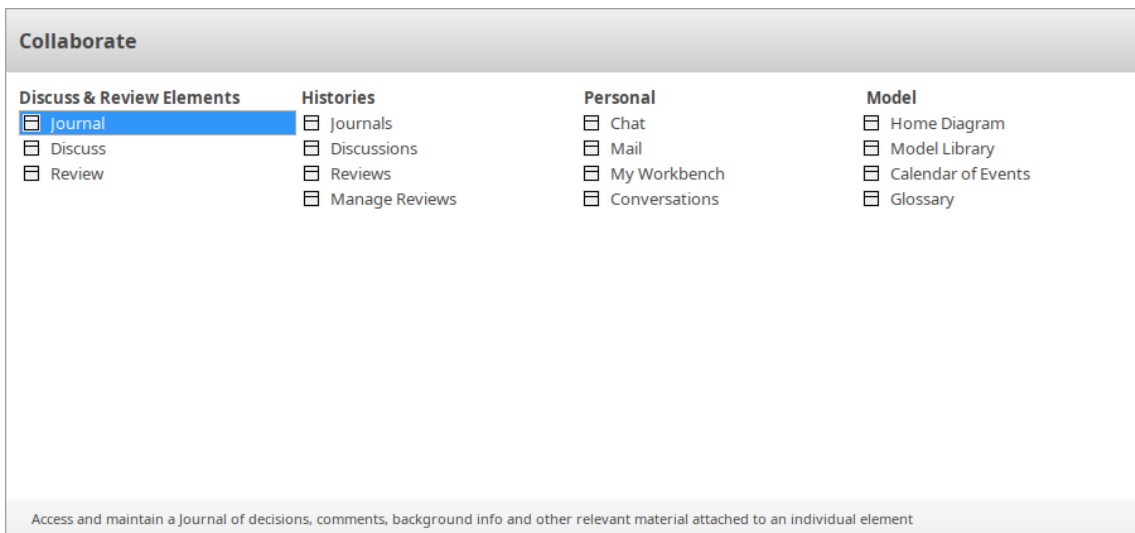 Collaborate
Discuss & Review Elements
Journal
Discuss
Review
Histories
Journals
Discussions
Reviews
Manage Reviews
Personal
Chat
Mail
My Workbench
Conversations
Model
Home Diagram
Model Library
Calendar of Events
Glossary
Access and maintain a Journal of decisions, comments, background info and other relevant material attached to an individual element